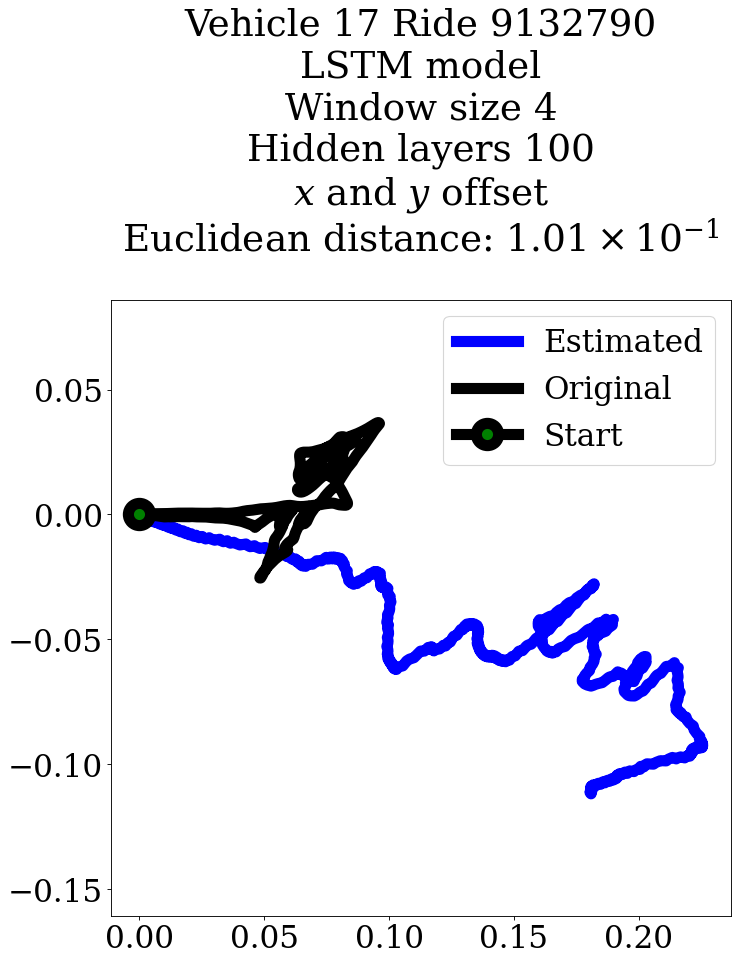 Vehicle 17 Ride 9132790
LSTM model
Window size 4
Hidden layers 100
x and y offset
Euclidean distance: 1.01 × 10⁻¹
Estimated
Original
Start
0.05
0.00
−0.05
−0.10
−0.15
0.00 0.05 0.10 0.15 0.20